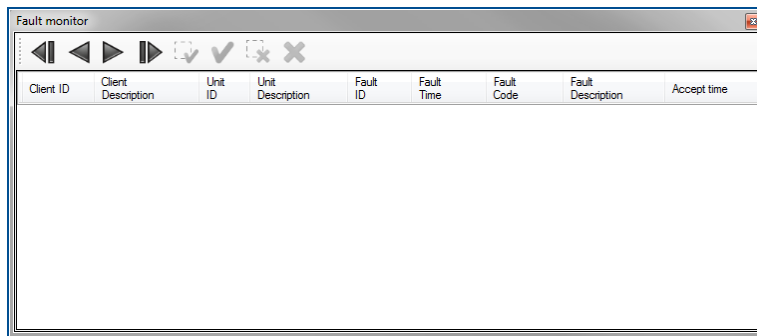 Fault monitor
Client ID
Client
Description
Unit
ID
Unit
Description
Fault
ID
Fault
Time
Fault
Code
Fault
Description
Accept time